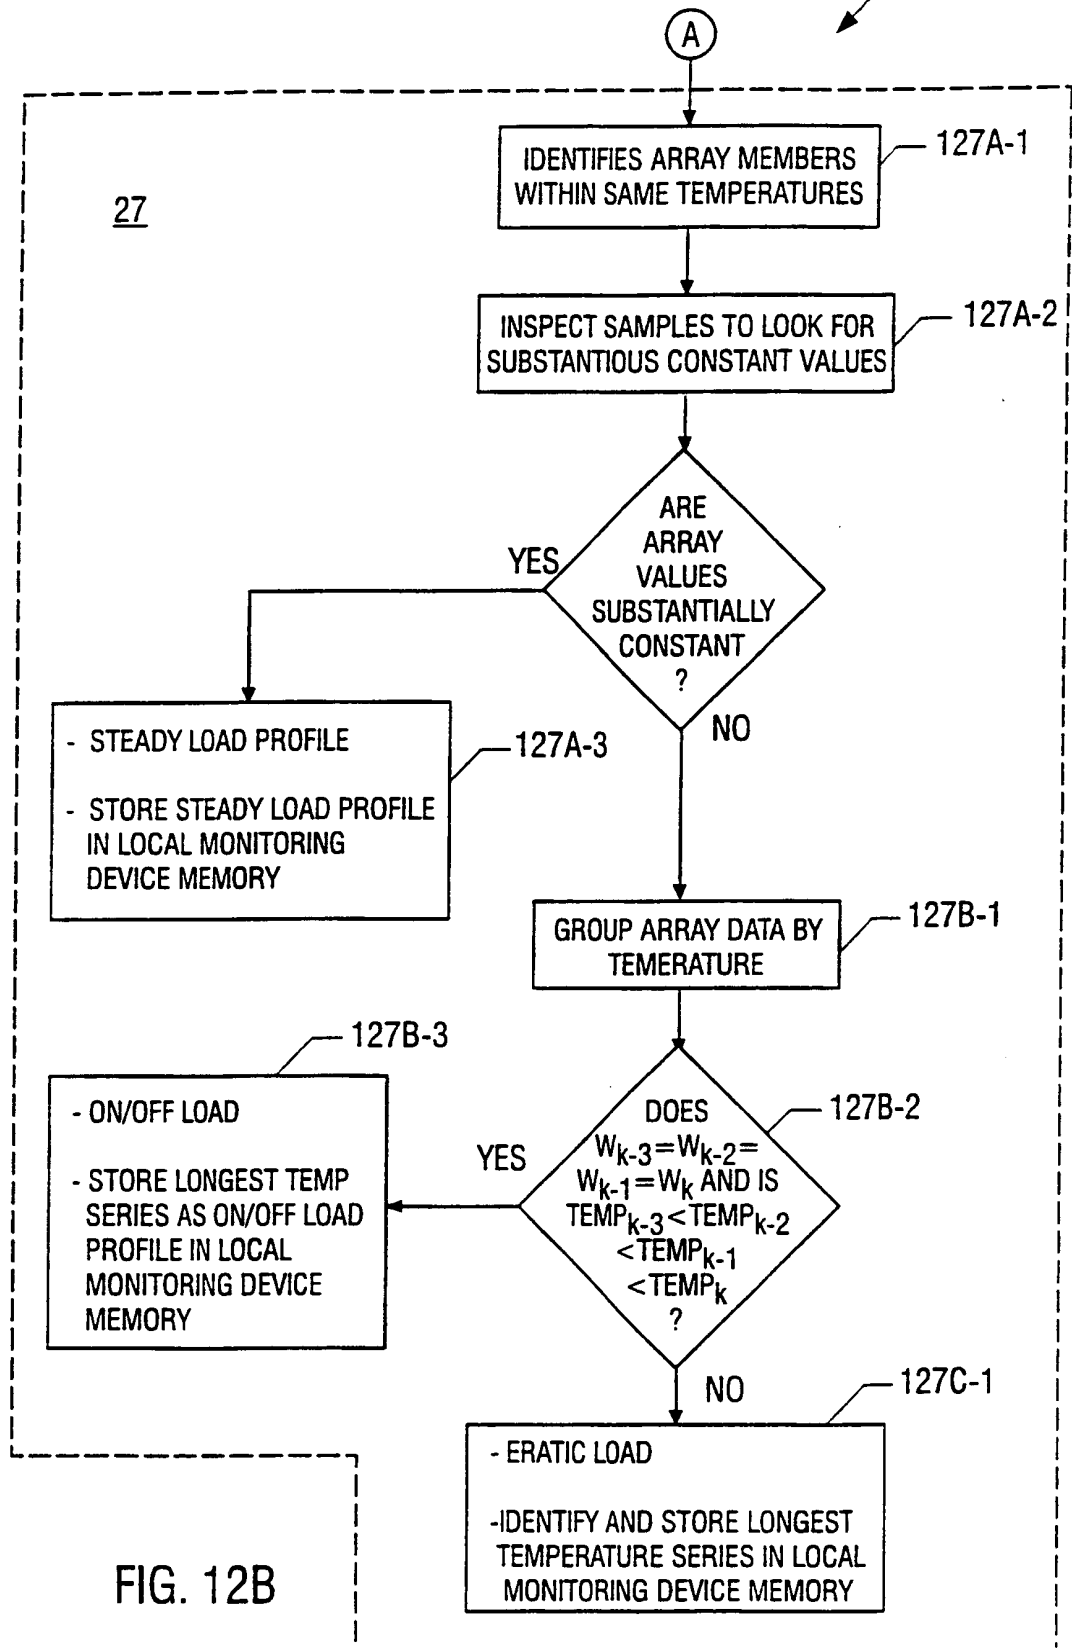 A
IDENTIFIES ARRAY MEMBERS
WITHIN SAME TEMPERATURES
127A-1
27
INSPECT SAMPLES TO LOOK FOR
SUBSTANTIOUS CONSTANT VALUES
127A-2
ARE
ARRAY
VALUES
SUBSTANTIALLY
CONSTANT
?
YES
NO
- STEADY LOAD PROFILE
- STORE STEADY LOAD PROFILE
IN LOCAL MONITORING
DEVICE MEMORY
127A-3
GROUP ARRAY DATA BY
TEMERATURE
127B-1
127B-3
- ON/OFF LOAD
- STORE LONGEST TEMP
SERIES AS ON/OFF LOAD
PROFILE IN LOCAL
MONITORING DEVICE
MEMORY
YES
DOES
Wk-3=Wk-2=
Wk-1=Wk AND IS
TEMPk-3<TEMPk-2
<TEMPk-1
<TEMPk
?
127B-2
NO
127C-1
- ERATIC LOAD
-IDENTIFY AND STORE LONGEST
TEMPERATURE SERIES IN LOCAL
MONITORING DEVICE MEMORY
FIG. 12B